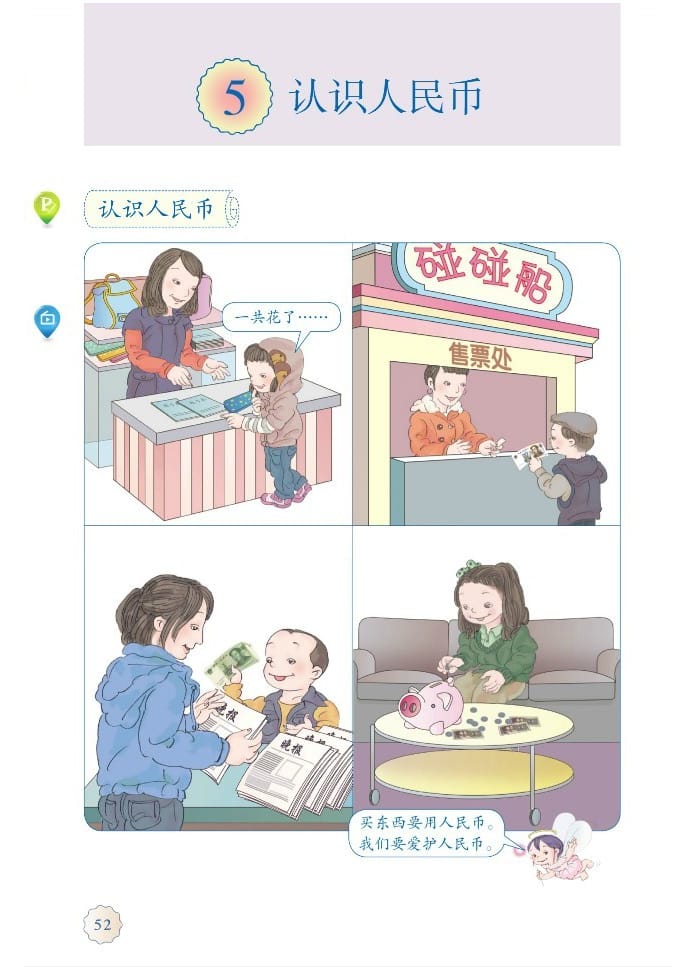 5 认识人民币
认识人民币
一共花了……
碰碰船
售票处
晚报
晚报
买东西要用人民币。
我们要爱护人民币。
52